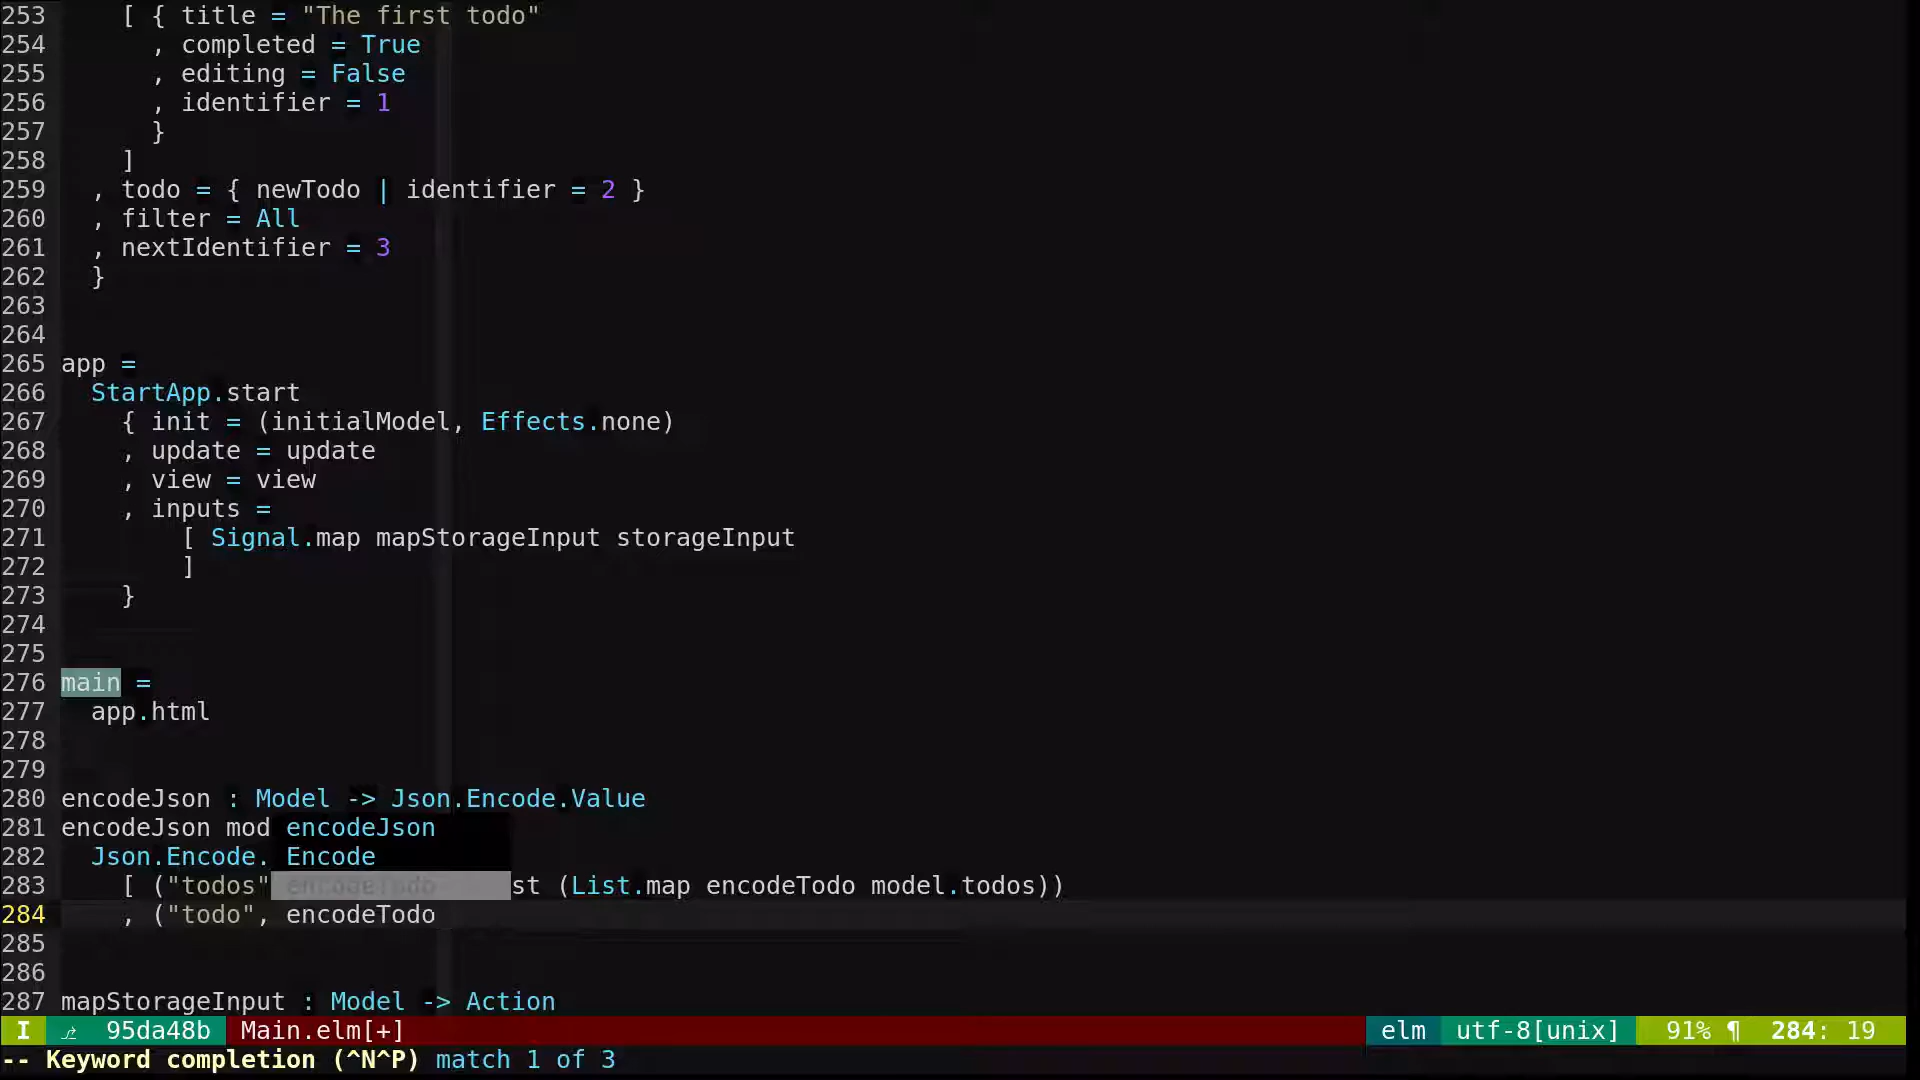 253     [ { title = "The first todo"
254       , completed = True
255       , editing = False
256       , identifier = 1
257       }
258     ]
259   , todo = { newTodo | identifier = 2 }
260   , filter = All
261   , nextIdentifier = 3
262   }
263
264
265 app =
266   StartApp.start
267     { init = (initialModel, Effects.none)
268     , update = update
269     , view = view
270     , inputs =
271         [ Signal.map mapStorageInput storageInput
272         ]
273     }
274
275
276 main =
277   app.html
278
279
280 encodeJson : Model -> Json.Encode.Value
281 encodeJson mod encodeJson
282   Json.Encode. Encode
283     [ ("todos" encodeTodo st (List.map encodeTodo model.todos))
284     , ("todo", encodeTodo
285
286
287 mapStorageInput : Model -> Action
I 95da48b Main.elm[+] elm utf-8[unix] 91% ¶ 284: 19
-- Keyword completion (^N^P) match 1 of 3